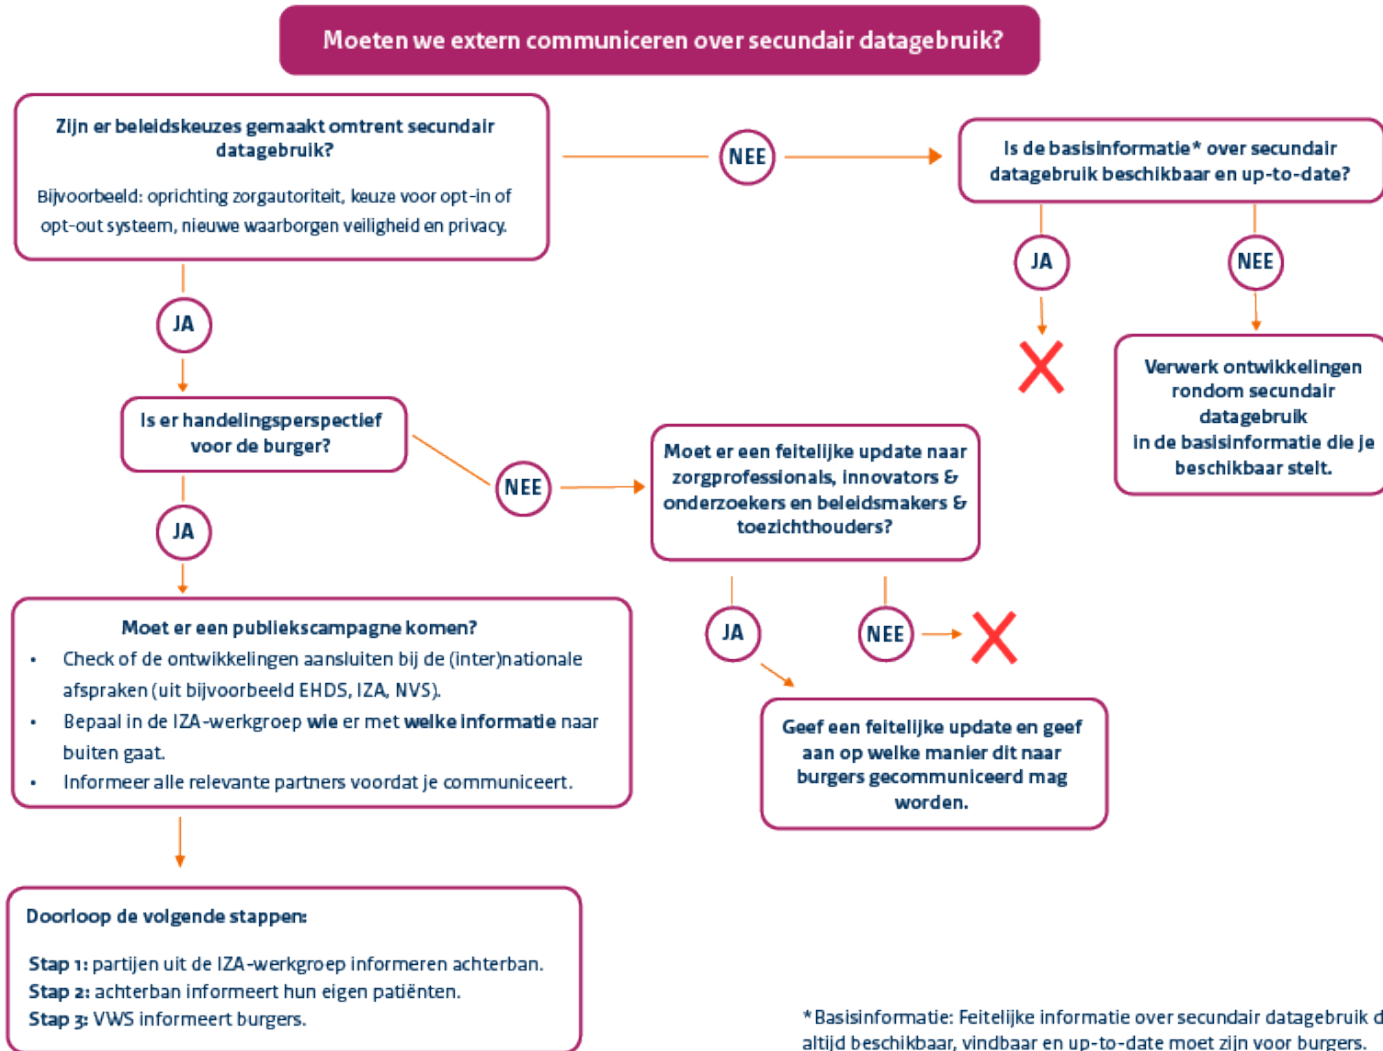 Moeten we extern communiceren over secundair datagebruik?
Zijn er beleidskeuzes gemaakt omtrent secundair
datagebruik?
Bijvoorbeeld: oprichting zorgautoriteit, keuze voor opt-in of
opt-out systeem, nieuwe waarborgen veiligheid en privacy.
NEE
Is de basisinformatie* over secundair
datagebruik beschikbaar en up-to-date?
JA
NEE
Verwerk ontwikkelingen
rondom secundair
datagebruik
in de basisinformatie die je
beschikbaar stelt.
JA
Is er handelingsperspectief
voor de burger?
NEE
Moet er een feitelijke update naar
zorgprofessionals, innovators &
onderzoekers en beleidsmakers &
toezichthouders?
JA
NEE
Geef een feitelijke update en geef
aan op welke manier dit naar
burgers gecommuniceerd mag
worden.
JA
Moet er een publiekscampagne komen?
• Check of de ontwikkelingen aansluiten bij de (inter)nationale
afspraken (uit bijvoorbeeld EHDS, IZA, NVS).
• Bepaal in de IZA-werkgroep wie er met welke informatie naar
buiten gaat.
• Informeer alle relevante partners voordat je communiceert.
Doorloop de volgende stappen:
Stap 1: partijen uit de IZA-werkgroep informeren achterban.
Stap 2: achterban informeert hun eigen patiënten.
Stap 3: VWS informeert burgers.
*Basisinformatie: Feitelijke informatie over secundair datagebruik
altijd beschikbaar, vindbaar en up-to-date moet zijn voor burgers.